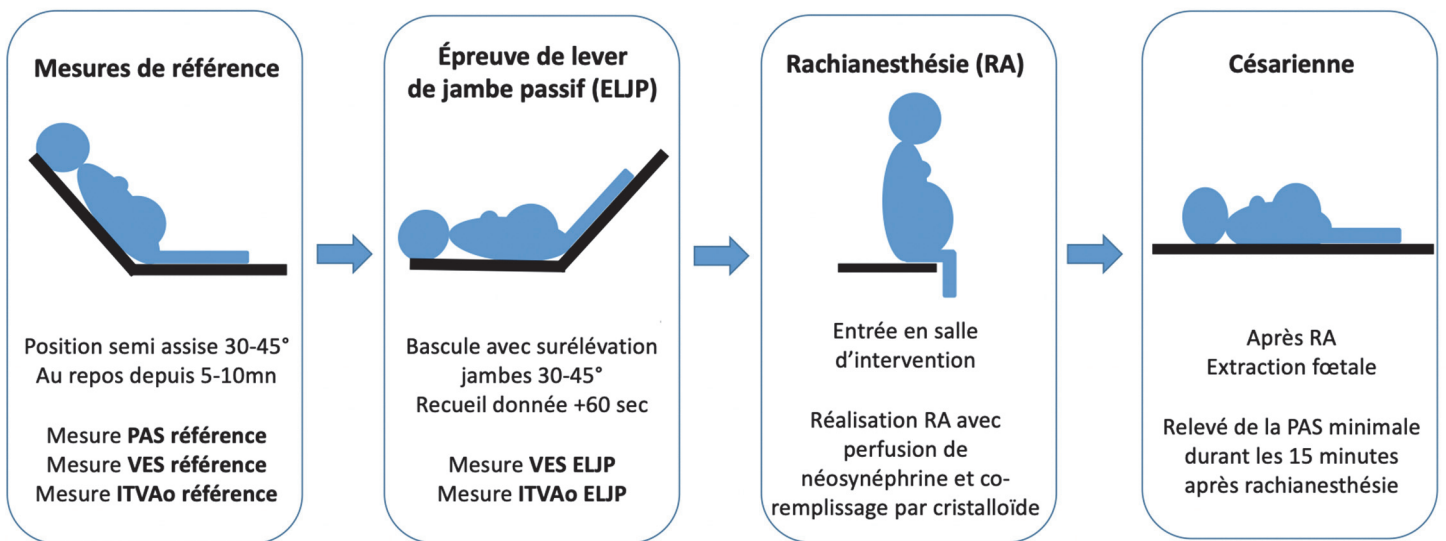 Mesures de référence
Position semi assise 30-45°
Au repos depuis 5-10mn
Mesure PAS référence
Mesure VES référence
Mesure ITVAo référence
Épreuve de lever
de jambe passif (ELJP)
Bascule avec surélévation
jambes 30-45°
Recueil donnée +60 sec
Mesure VES ELJP
Mesure ITVAo ELJP
Rachianesthésie (RA)
Entrée en salle
d’intervention
Réalisation RA avec
perfusion de
néosynéphrine et co-
remplissage par cristalloïde
Césarienne
Après RA
Extraction fœtale
Relevé de la PAS minimale
durant les 15 minutes
après rachianesthésie